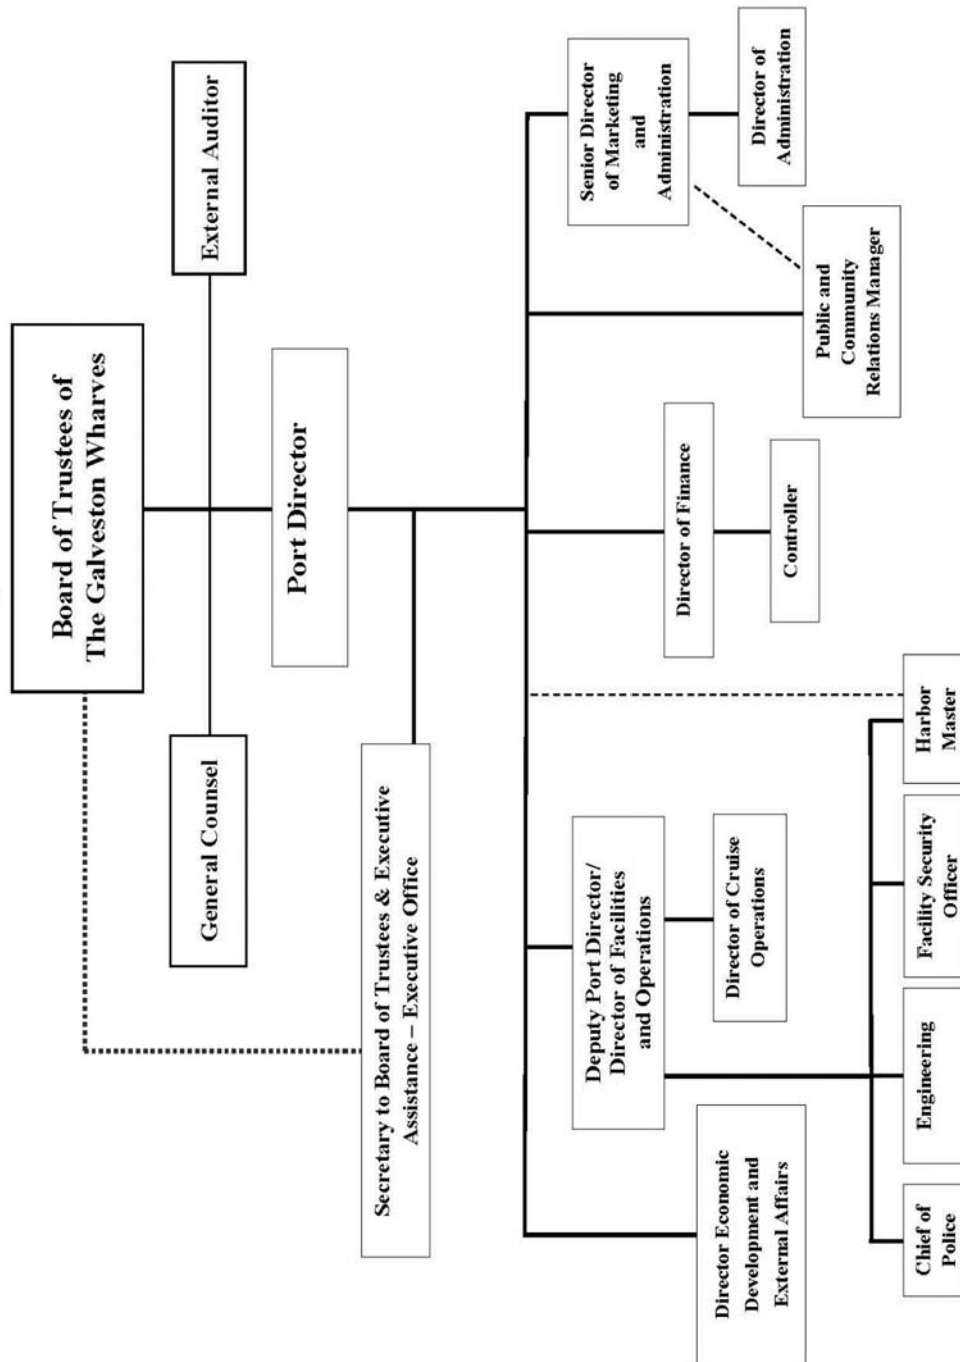 Board of Trustees of
The Galveston Wharves
General Counsel
External Auditor
Port Director
Secretary to Board of Trustees & Executive
Assistance – Executive Office
Director Economic
Development and
External Affairs
Deputy Port Director/
Director of Facilities
and Operations
Director of Cruise
Operations
Chief of
Police
Engineering
Facility Security
Officer
Harbor
Master
Director of Finance
Controller
Public and
Community
Relations Manager
Senior Director
of Marketing
and
Administration
Director of
Administration